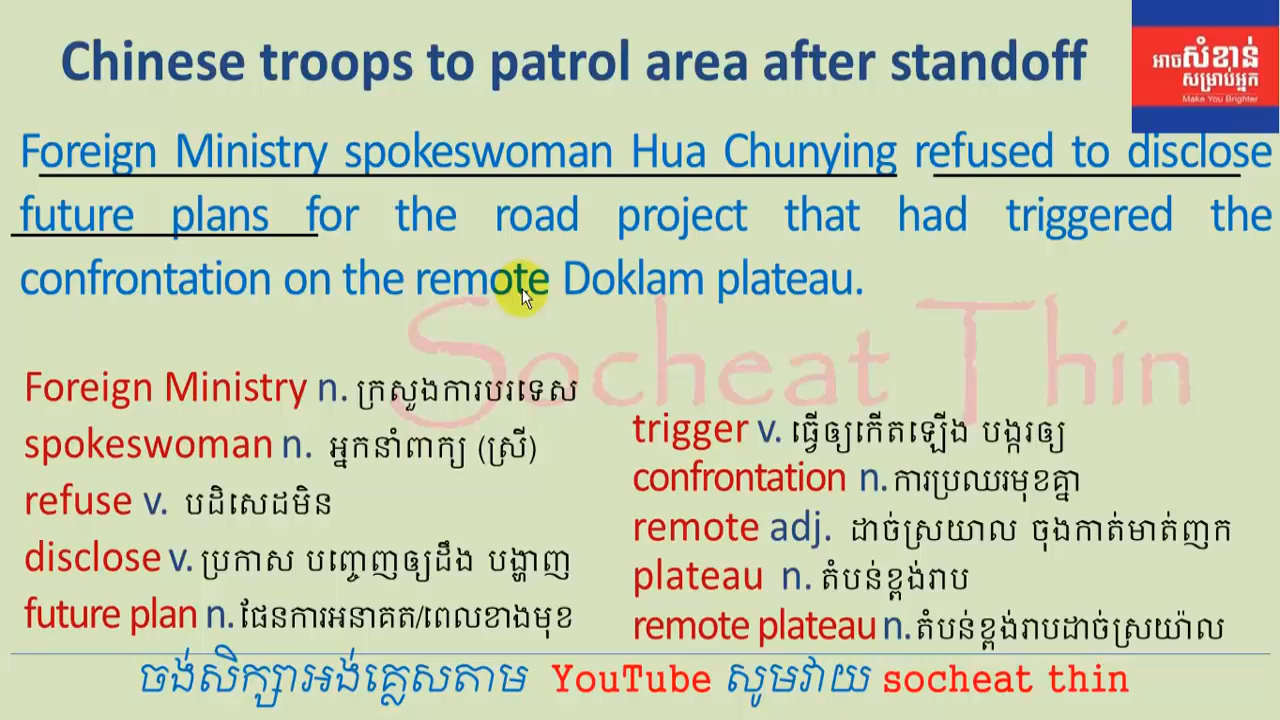 Chinese troops to patrol area after standoff
អាចសំខាន់
សម្រាប់អ្នក
Make You Brighter
Foreign Ministry spokeswoman Hua Chunying refused to disclose
future plans for the road project that had triggered the
confrontation on the remote Doklam plateau.
Socheat Thin
Foreign Ministry n. ក្រសួងការបរទេស
spokeswoman n. អ្នកនាំពាក្យ (ស្រី)
refuse v. បដិសេដមិន
disclose v. ប្រកាស បញ្ចេញឲ្យដឹង បង្ហាញ
future plan n. ផែនការអនាគត/ពេលខាងមុខ
trigger v. ធ្វើឲ្យកើតឡើង បង្ករឲ្យ
confrontation n. ការប្រឈរមុខគ្នា
remote adj. ដាច់ស្រយាល ចុងកាត់មាត់ញក
plateau n. តំបន់ខ្ពង់រាប
remote plateau n. តំបន់ខ្ពង់រាបដាច់ស្រយ៉ាល
ចង់សិក្សាអង់គ្លេសតាម YouTube សូមវាយ socheat thin